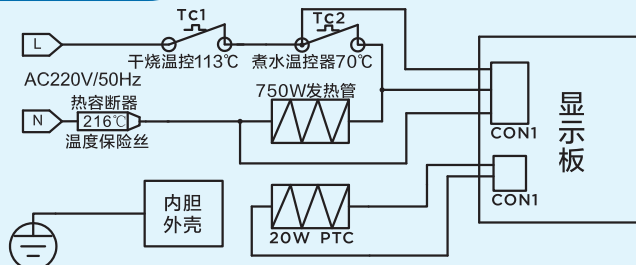 TC1
TC2
L
干烧温控113℃
煮水温控器70℃
AC220V/50Hz
750W发热管
热容断器
N
216℃
温度保险丝
CON1
显示板
内胆
外壳
CON1
20W PTC